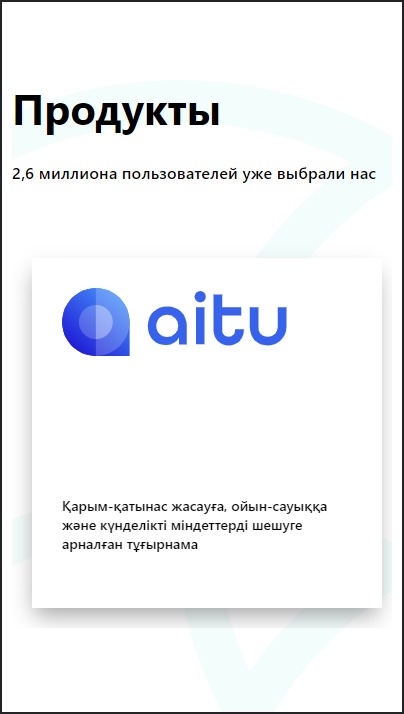 Продукты
2,6 миллиона пользователей уже выбрали нас
aitu
Қарым-қатынас жасауға, ойын-сауыққа
және күнделікті міндеттерді шешуге
арналған тұғырнама